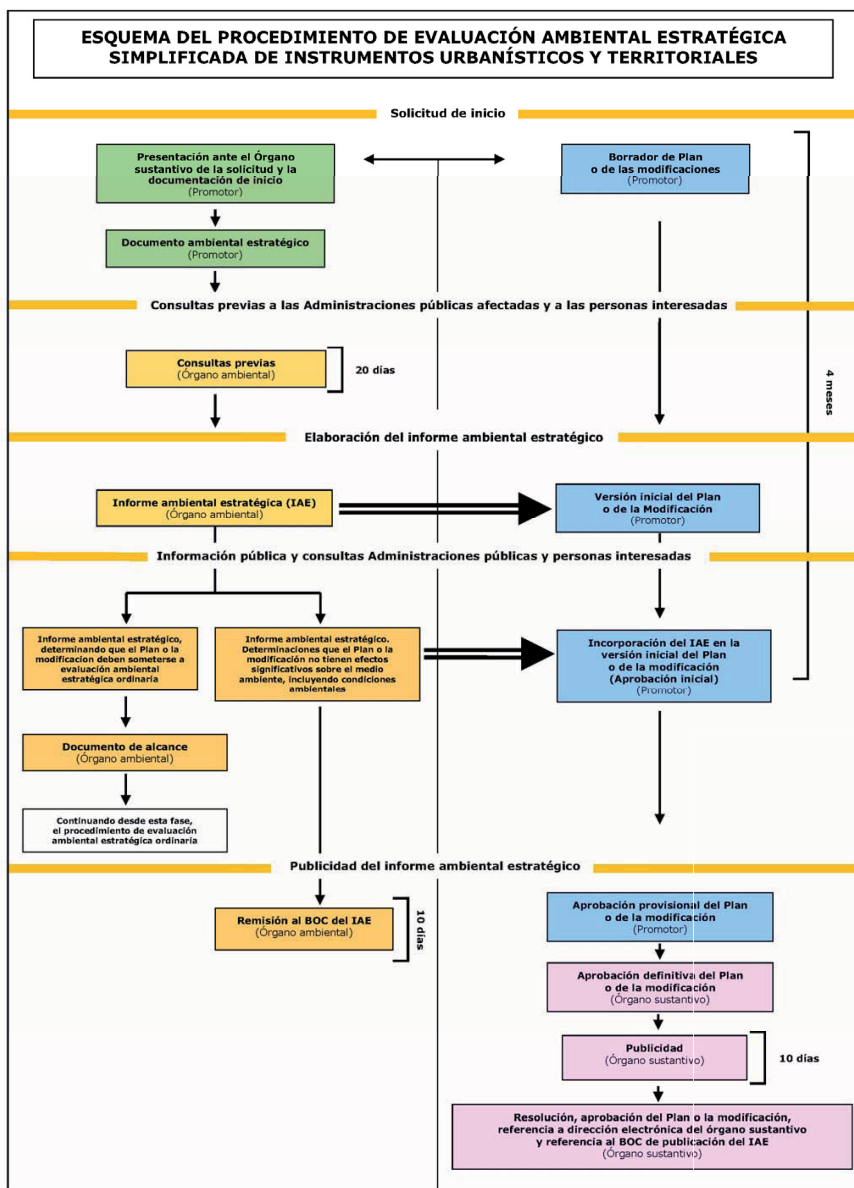 ESQUEMA DEL PROCEDIMIENTO DE EVALUACIÓN AMBIENTAL ESTRATÉGICA
SIMPLIFICADA DE INSTRUMENTOS URBANÍSTICOS Y TERRITORIALES
Solicitud de inicio
Presentación ante el Órgano
sustantivo de la solicitud y la
documentación de inicio
(Promotor)
Borrador de Plan
o de las modificaciones
(Promotor)
Documento ambiental estratégico
(Promotor)
Consultas previas a las Administraciones públicas afectadas y a las personas interesadas
Consultas previas
(Órgano ambiental)
20 días
4 meses
Elaboración del informe ambiental estratégico
Informe ambiental estratégica (IAE)
(Órgano ambiental)
Versión inicial del Plan
o de la Modificación
(Promotor)
Información pública y consultas Administraciones públicas y personas interesadas
Informe ambiental estratégico,
determinando que el Plan o la
modificacion deben someterse a
evaluación ambiental
estratégica ordinaria
Informe ambiental estratégico.
Determinaciones que el Plan o la
modificación no tienen efectos
significativos sobre el medio
ambiente, incluyendo condiciones
ambientales
Incorporación del IAE en la
versión inicial del Plan
o de la modificación
(Aprobación inicial)
(Promotor)
Documento de alcance
(Órgano ambiental)
Continuando desde esta fase,
el procedimiento de evaluación
ambiental estratégica ordinaria
Publicidad del informe ambiental estratégico
Remisión al BOC del IAE
(Órgano ambiental)
10 días
Aprobación provisional del Plan
o de la modificación
(Promotor)
Aprobación definitiva del Plan
o de la modificación
(Órgano sustantivo)
Publicidad
(Órgano sustantivo)
10 días
Resolución, aprobación del Plan o la modificación,
referencia a dirección electrónica del órgano sustantivo
y referencia al BOC de publicación del IAE
(Órgano sustantivo)